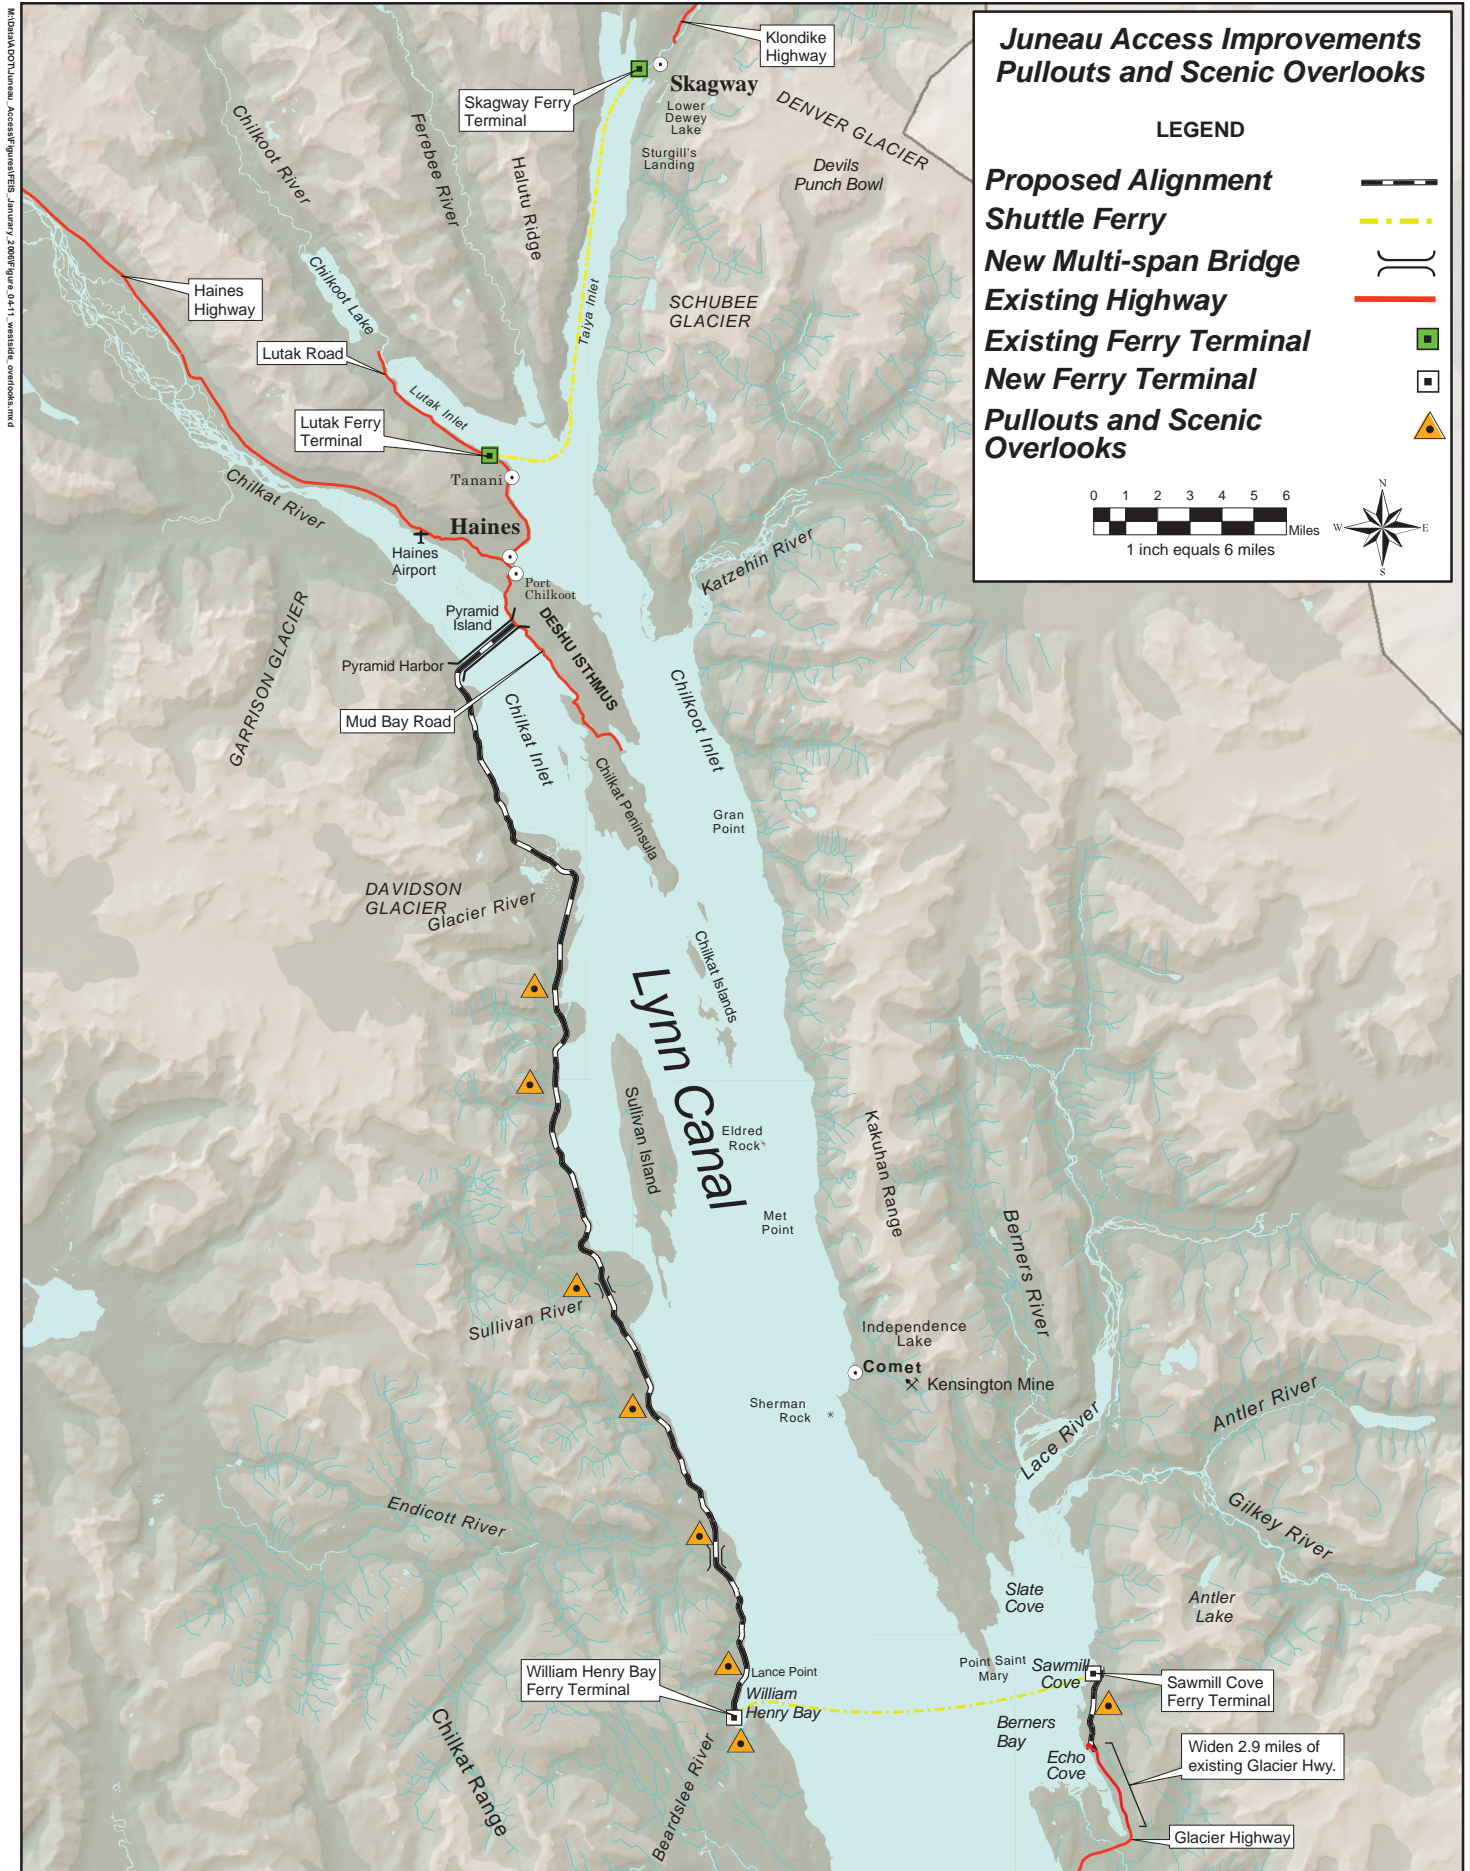 M:\Data\ADOT\Juneau_Access\Figures\FEIS_Janurary_2006\Figure_04-11_westside_overlooks.mxd
Juneau Access Improvements
Pullouts and Scenic Overlooks
LEGEND
Proposed Alignment
Shuttle Ferry
New Multi-span Bridge
Existing Highway
Existing Ferry Terminal
New Ferry Terminal
Pullouts and Scenic
Overlooks
0 1 2 3 4 5 6
Miles
1 inch equals 6 miles
N
W
E
S
Klondike
Highway
Skagway
Skagway Ferry
Terminal
Lower
Dewey
Lake
DENVER GLACIER
Sturgill's
Landing
Devils
Punch Bowl
Chilkoot River
Ferebee River
Halutu Ridge
Haines
Highway
Chilkoot Lake
Taiya Inlet
SCHUBEE
GLACIER
Lutak Road
Lutak Inlet
Lutak Ferry
Terminal
Tanani
Chilkat River
Haines
Haines
Airport
Port
Chilkoot
Katzehin River
Pyramid
Island
DESHU ISTHMUS
GARRISON GLACIER
Pyramid Harbor
Mud Bay Road
Chilkat Inlet
Chilkoot Inlet
Chilkat Peninsula
Gran
Point
DAVIDSON
GLACIER
Glacier River
Chilkat Islands
Lynn Canal
Sullivan Island
Eldred
Rock
Kakuhan Range
Met
Point
Berners River
Sullivan River
Independence
Lake
Comet
Kensington Mine
Sherman
Rock
Lace River
Antler River
Endicott River
Gilkey River
Slate
Cove
Antler
Lake
William Henry Bay
Ferry Terminal
Lance Point
William
Henry Bay
Point Saint
Mary
Sawmill
Cove
Sawmill Cove
Ferry Terminal
Chilkat Range
Beardslee River
Berners
Bay
Echo
Cove
Widen 2.9 miles of
existing Glacier Hwy.
Glacier Highway